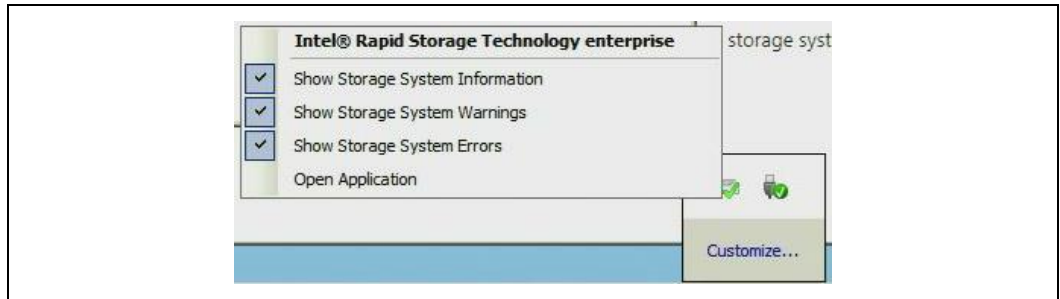 Intel® Rapid Storage Technology enterprise
storage syst
Show Storage System Information
Show Storage System Warnings
Show Storage System Errors
Open Application
Customize...